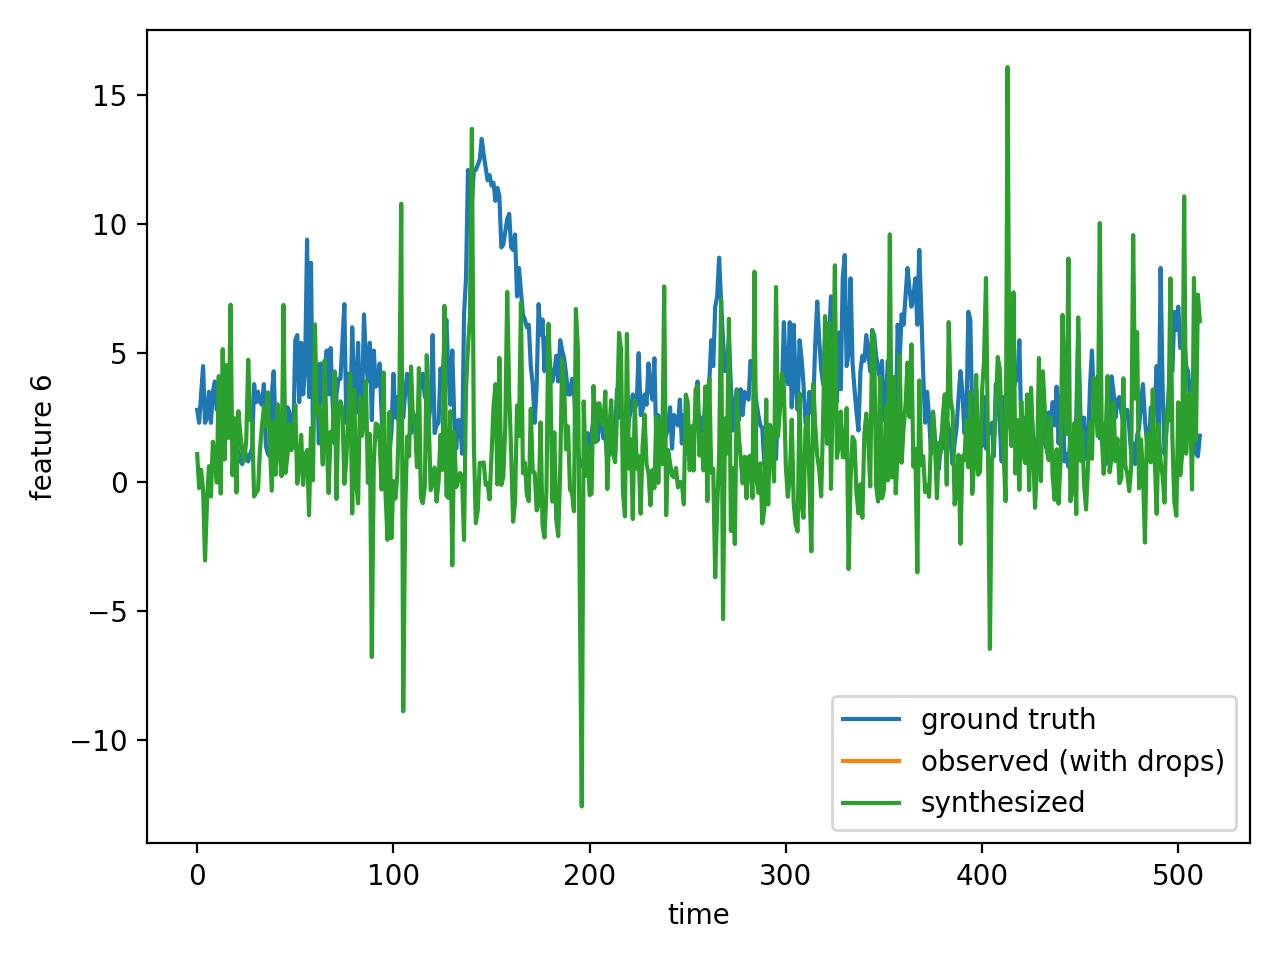 15
10
5
0
−5
−10
feature 6
0 100 200 300 400 500
time
ground truth
observed (with drops)
synthesized